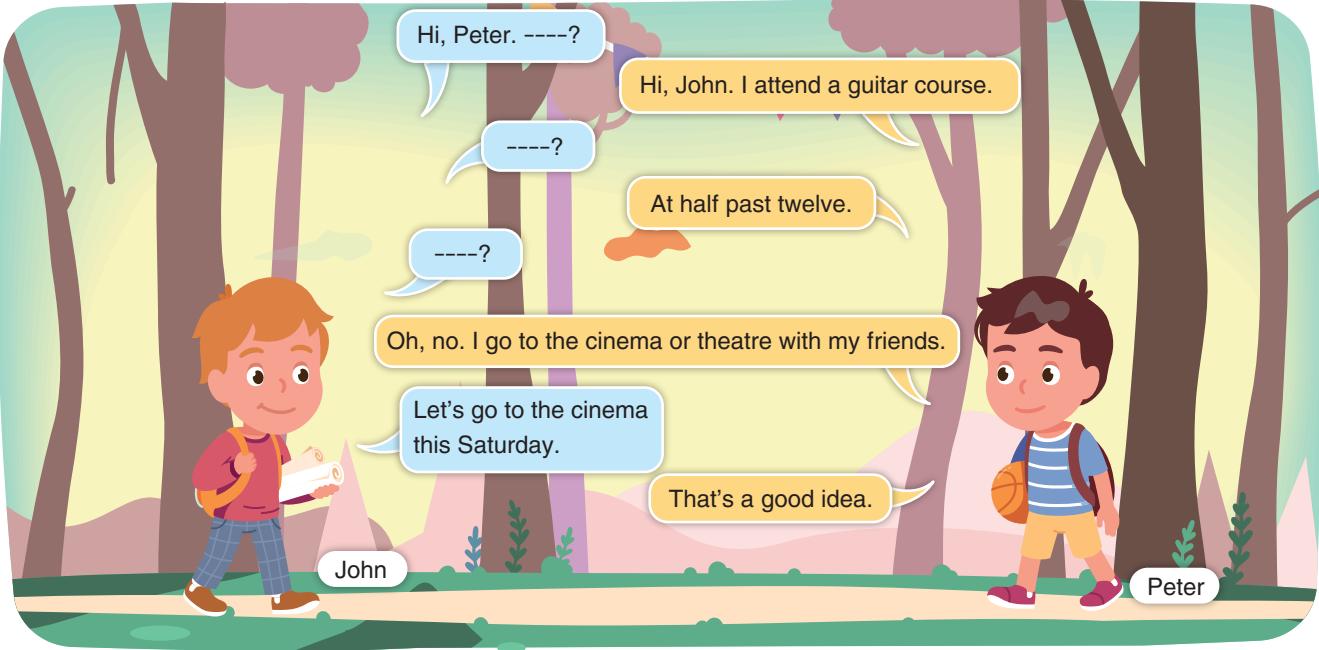 Hi, Peter. ----?
Hi, John. I attend a guitar course.
----?
At half past twelve.
----?
Oh, no. I go to the cinema or theatre with my friends.
Let’s go to the cinema
this Saturday.
That’s a good idea.
John
Peter